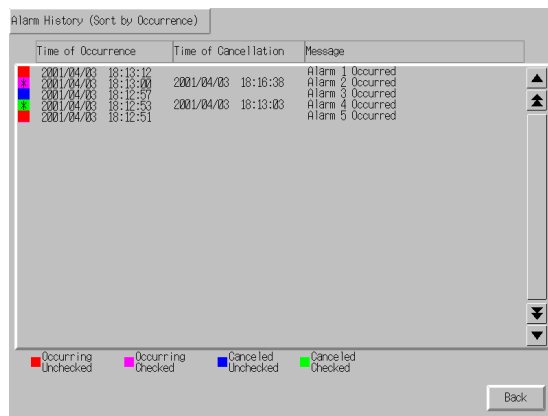 Alarm History (Sort by Occurrence)
Time of Occurrence Time of Cancellation Message
2001/04/03 18:13:12 Alarm 1 Occurred
* 2001/04/03 18:13:00 2001/04/03 18:16:38 Alarm 2 Occurred
2001/04/03 18:12:57 Alarm 3 Occurred
* 2001/04/03 18:12:53 2001/04/03 18:13:03 Alarm 4 Occurred
2001/04/03 18:12:51 Alarm 5 Occurred
Occurring Unchecked
Occurring Checked
Canceled Unchecked
Canceled Checked
Back